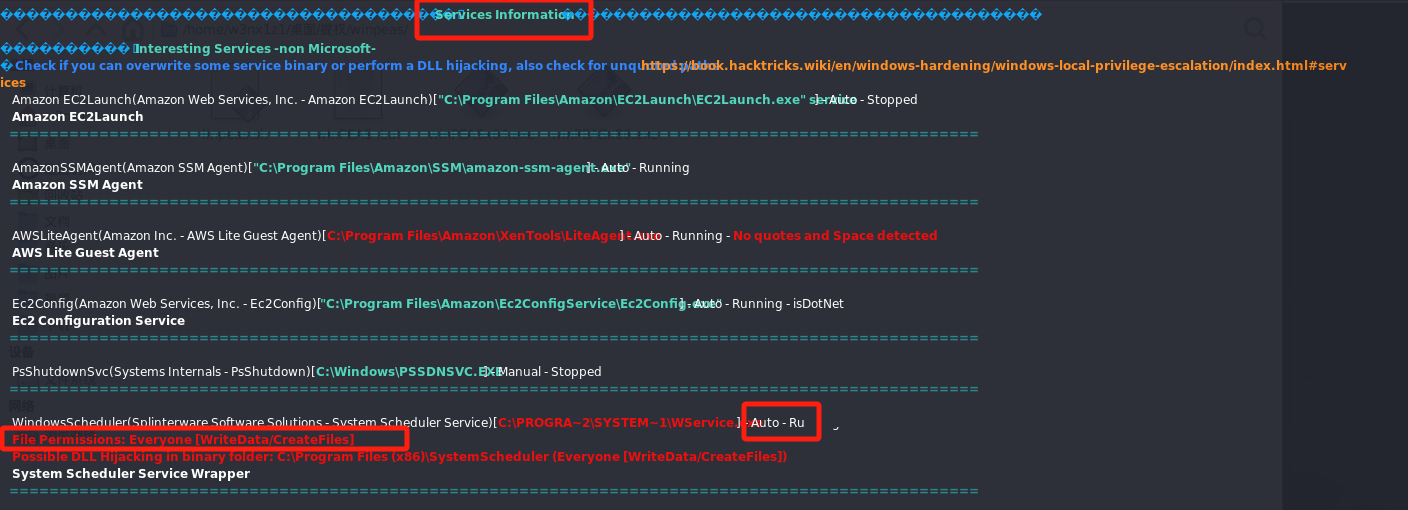 Services Information
Interesting Services -non Microsoft-
Check if you can overwrite some service binary or perform a DLL hijacking, also check for unquoted https://book.hacktricks.wiki/en/windows-hardening/windows-local-privilege-escalation/index.html#serv
ices
Amazon EC2Launch(Amazon Web Services, Inc. - Amazon EC2Launch)["C:\Program Files\Amazon\EC2Launch\EC2Launch.exe" service] - Auto - Stopped
Amazon EC2Launch
=================================================================================================
AmazonSSMAgent(Amazon SSM Agent)["C:\Program Files\Amazon\SSM\amazon-ssm-agent.exe"] - Auto - Running
Amazon SSM Agent
=================================================================================================
AWSLiteAgent(Amazon Inc. - AWS Lite Guest Agent)[C:\Program Files\Amazon\XenTools\LiteAgent.exe] - Auto - Running - No quotes and Space detected
AWS Lite Guest Agent
=================================================================================================
Ec2Config(Amazon Web Services, Inc. - Ec2Config)["C:\Program Files\Amazon\Ec2ConfigService\Ec2Config.exe"] - Auto - Running - isDotNet
Ec2 Configuration Service
=================================================================================================
PsShutdownSvc(Systems Internals - PsShutdown)[C:\Windows\PSSDNSVC.EXE] - Manual - Stopped
=================================================================================================
WindowsScheduler(Splinterware Software Solutions - System Scheduler Service)[C:\PROGRA~2\SYSTEM~1\WService.exe] - Auto - Ru
File Permissions: Everyone [WriteData/CreateFiles]
Possible DLL Hijacking in binary folder: C:\Program Files (x86)\SystemScheduler (Everyone [WriteData/CreateFiles])
System Scheduler Service Wrapper
=================================================================================================